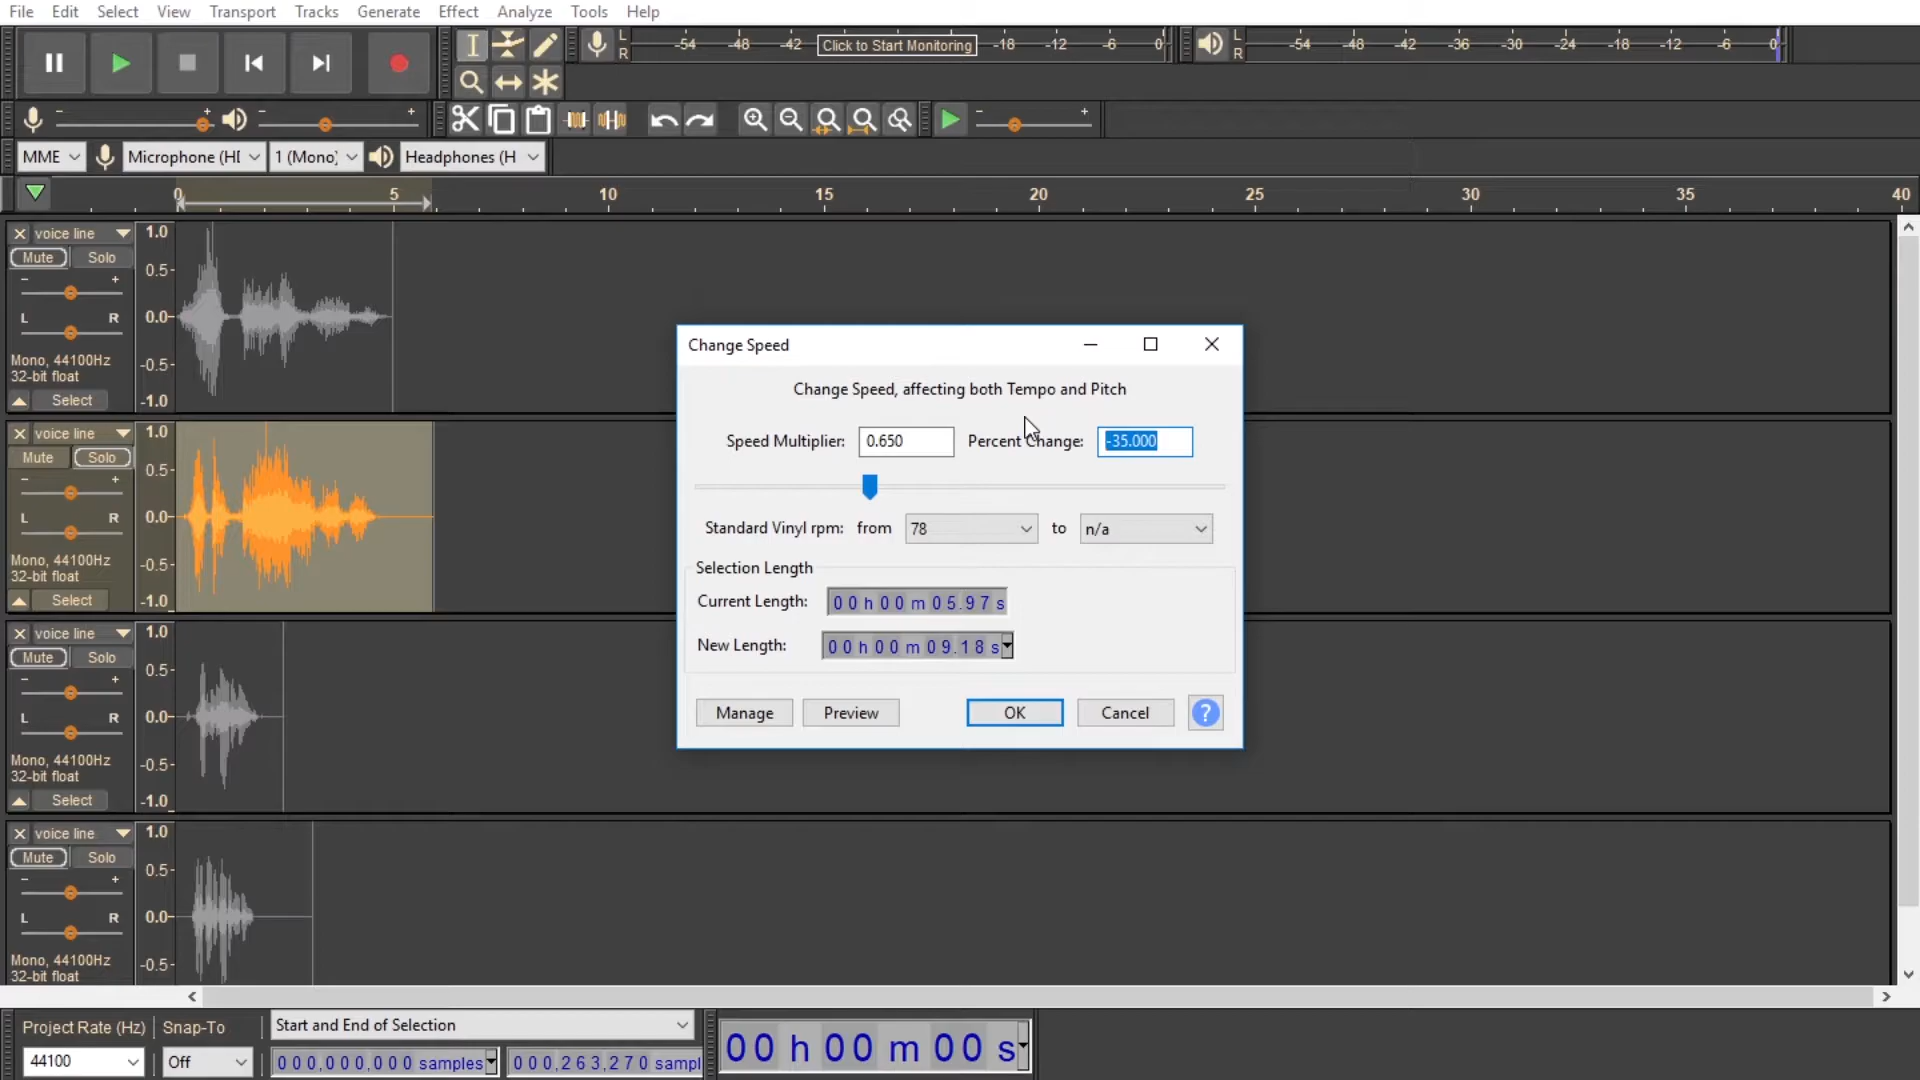 File Edit Select View Transport Tracks Generate Effect Analyze Tools Help
L R -54 -48 -42 Click to Start Monitoring -18 -12 -6 0 L R -54 -48 -42 -36 -30 -24 -18 -12 -6 0
- + - + - +
MME Microphone (HI 1 (Mono) Headphones (H
0 5 10 15 20 25 30 35 40
voice line 1.0
Mute Solo 0.5
- + 0.0
L R
Mono, 44100Hz -0.5
32-bit float
Select -1.0
voice line 1.0
Mute Solo 0.5
- + 0.0
L R
Mono, 44100Hz -0.5
32-bit float
Select -1.0
voice line 1.0
Mute Solo 0.5
- + 0.0
L R
Mono, 44100Hz -0.5
32-bit float
Select -1.0
voice line 1.0
Mute Solo 0.5
- + 0.0
L R
Mono, 44100Hz -0.5
32-bit float
Change Speed
Change Speed, affecting both Tempo and Pitch
Speed Multiplier: 0.650 Percent Change: -35.000
Standard Vinyl rpm: from 78 to n/a
Selection Length
Current Length: 00 h 00 m 05.97 s
New Length: 00 h 00 m 09.18 s
Manage Preview OK Cancel ?
Project Rate (Hz) Snap-To Start and End of Selection
44100 Off 000,000,000 samples 000,263,270 sampl 00 h 00 m 00 s